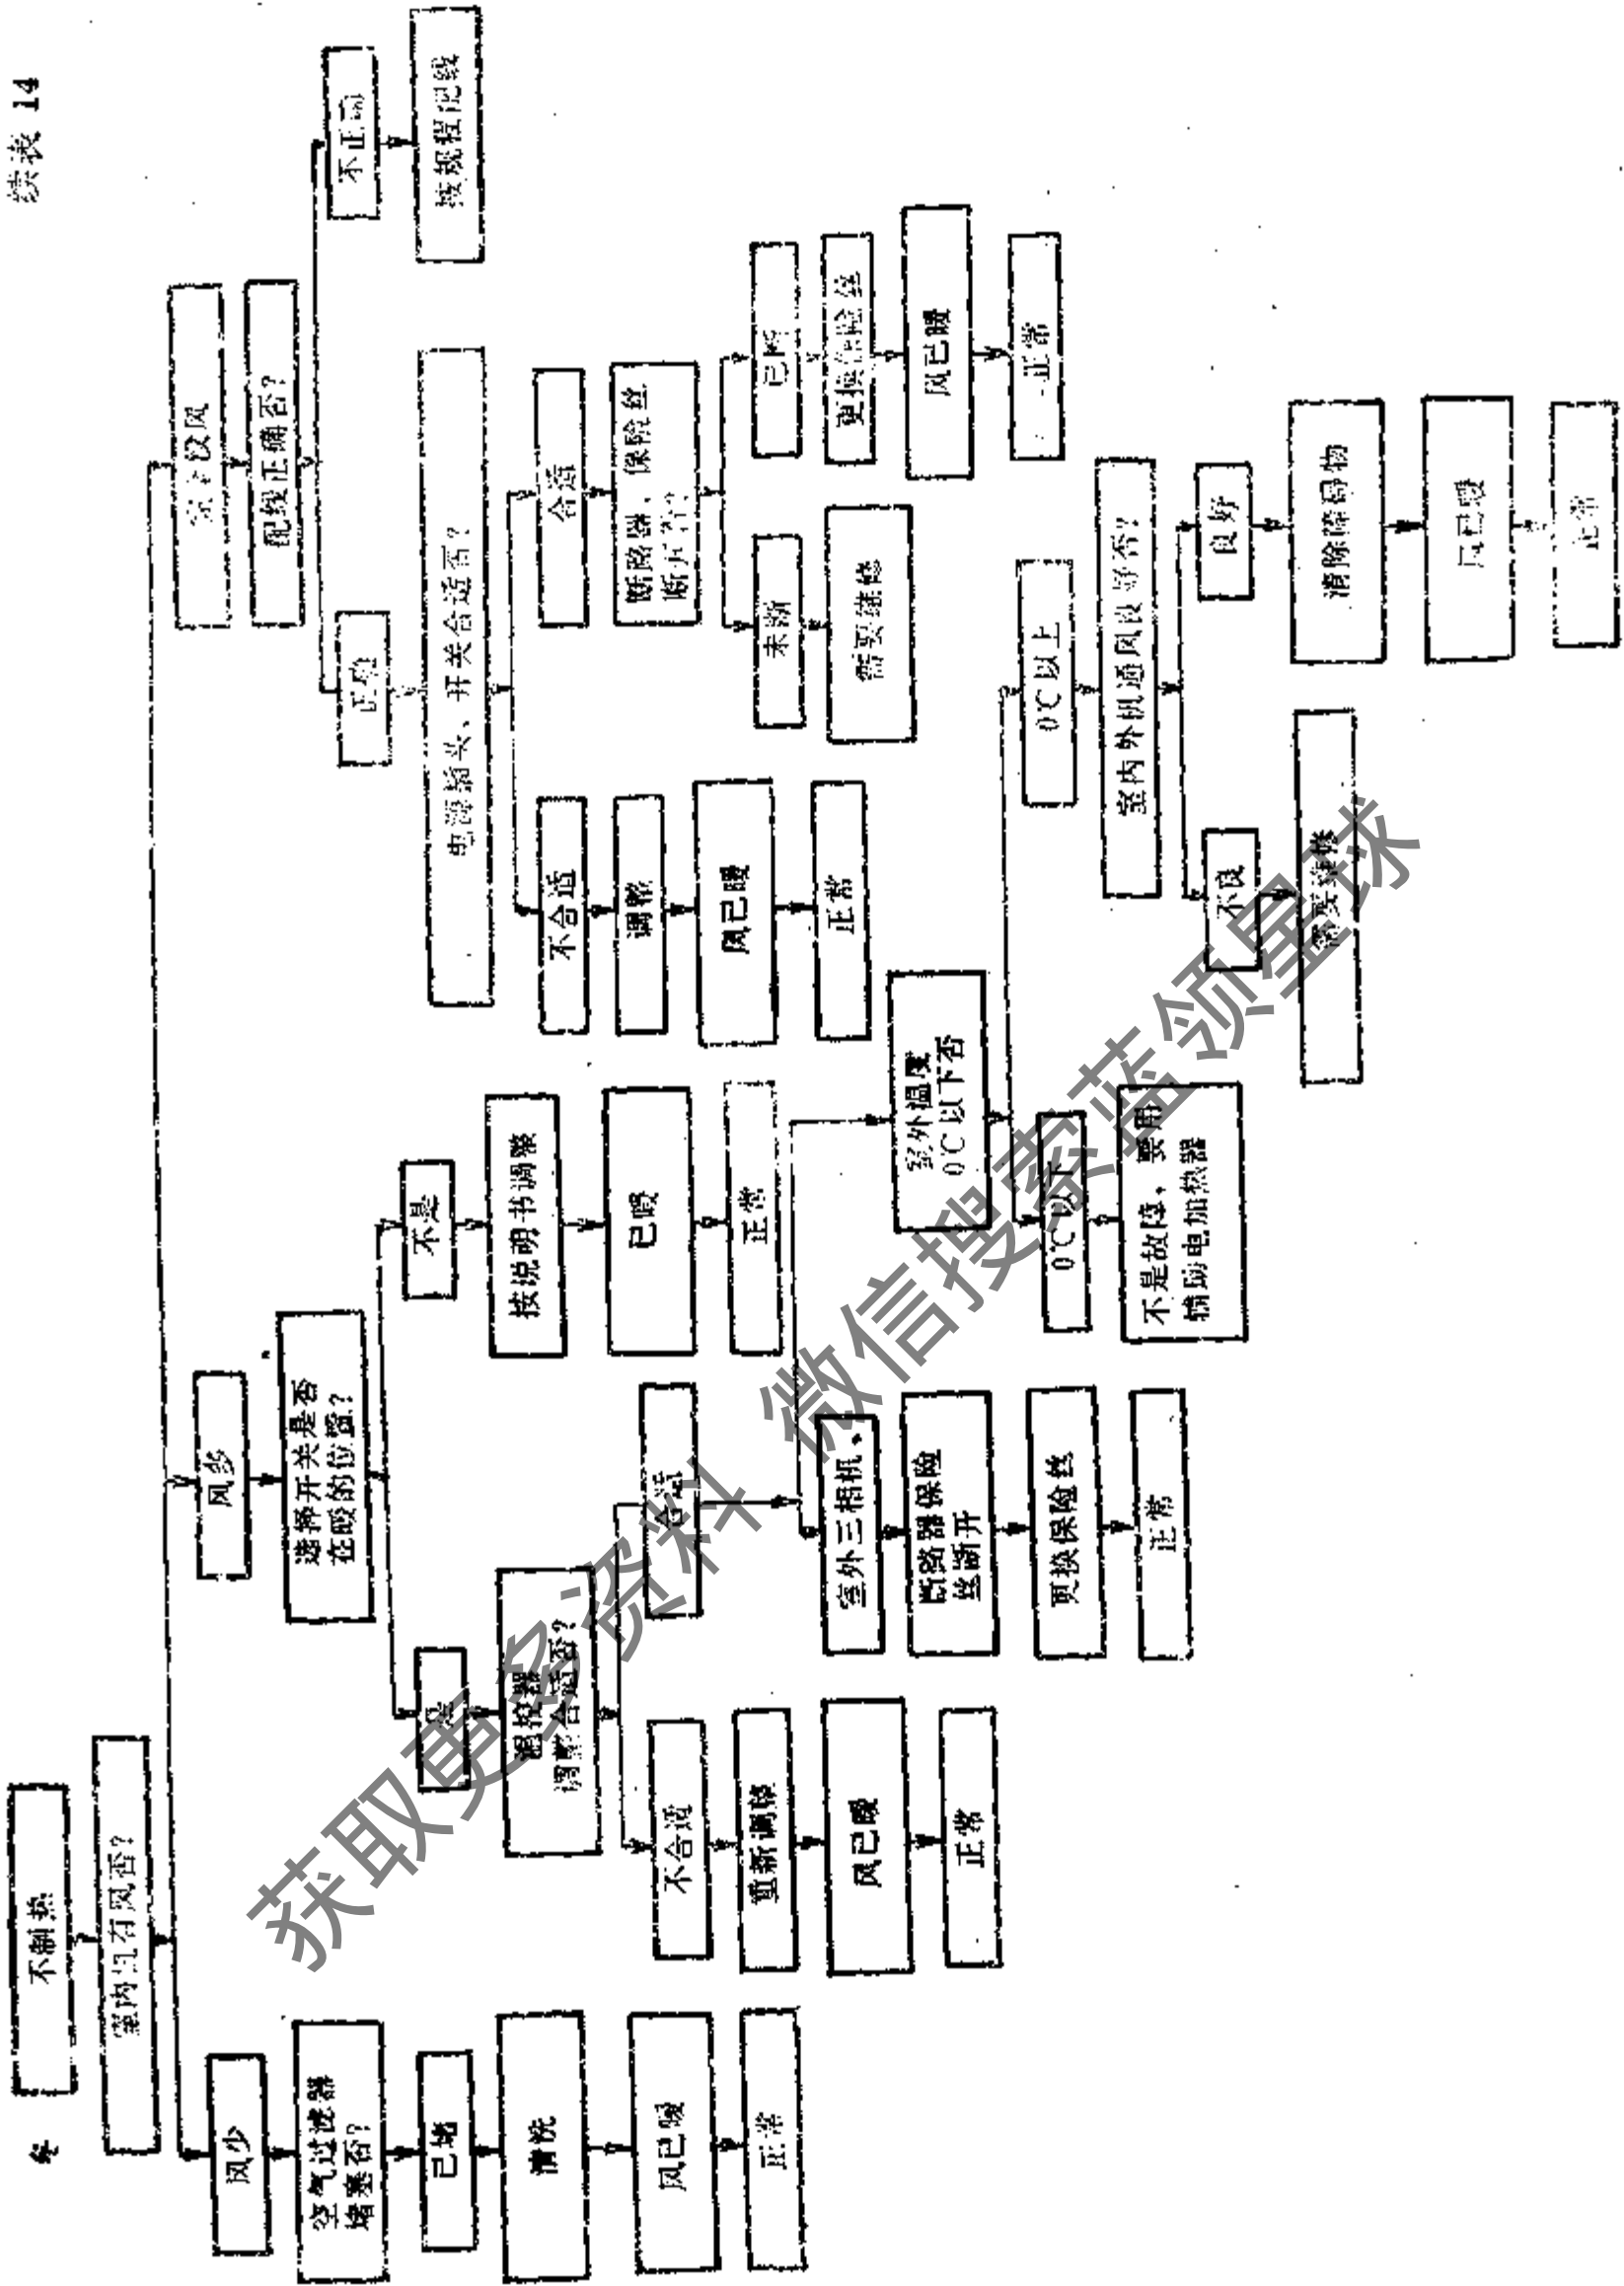 续表 14
冬
不制热
室内机有风否？
风少
空气过滤器
堵塞否？
已堵
清洗
风已暖
正常
风多
选择开关是否
在暖的位置？
是
温控器
调整合适否？
不合适
重新调整
风已暖
正常
合适
室外三相机、
断路器保险
丝断开
更换保险丝
正常
室外温度
0℃以下否
0℃以下
不是故障、要用
辅助电加热器
0℃以上
室内外机通风良好否？
不良
需要维修
良好
消除障碍物
风已暖
正常
不是
按说明书调整
已暖
正常
配线正确否？
正确
电源插头、开关合适否？
不合适
调整
风已暖
正常
合适
断路器、保险丝
断开否？
未断
需要维修
已断
更换保险丝
风已暖
正常
不正确
按规程配线
获取更多资料 微信搜索蓝领星球